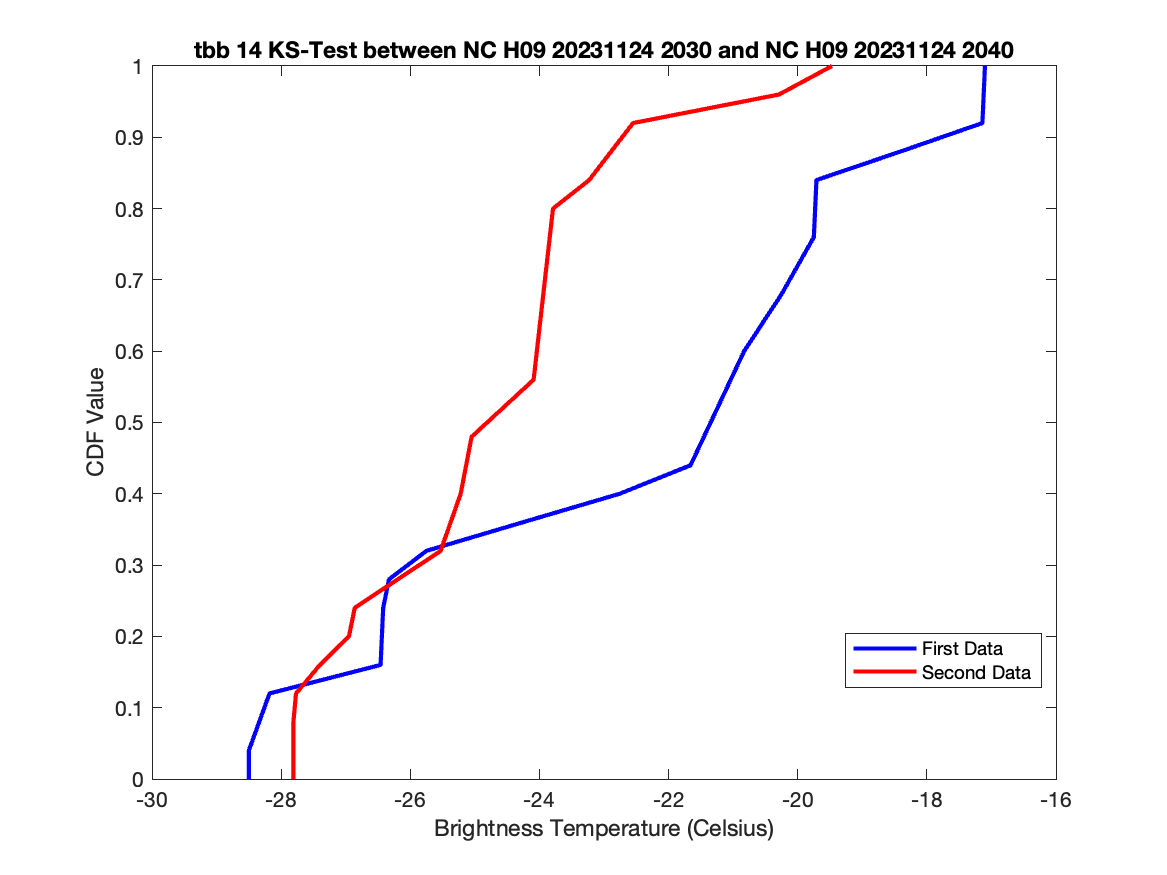 tbb 14 KS-Test between NC H09 20231124 2030 and NC H09 20231124 2040
1
0.9
0.8
0.7
0.6
0.5
0.4
0.3
0.2
0.1
0
CDF Value
First Data
Second Data
-30 -28 -26 -24 -22 -20 -18 -16
Brightness Temperature (Celsius)